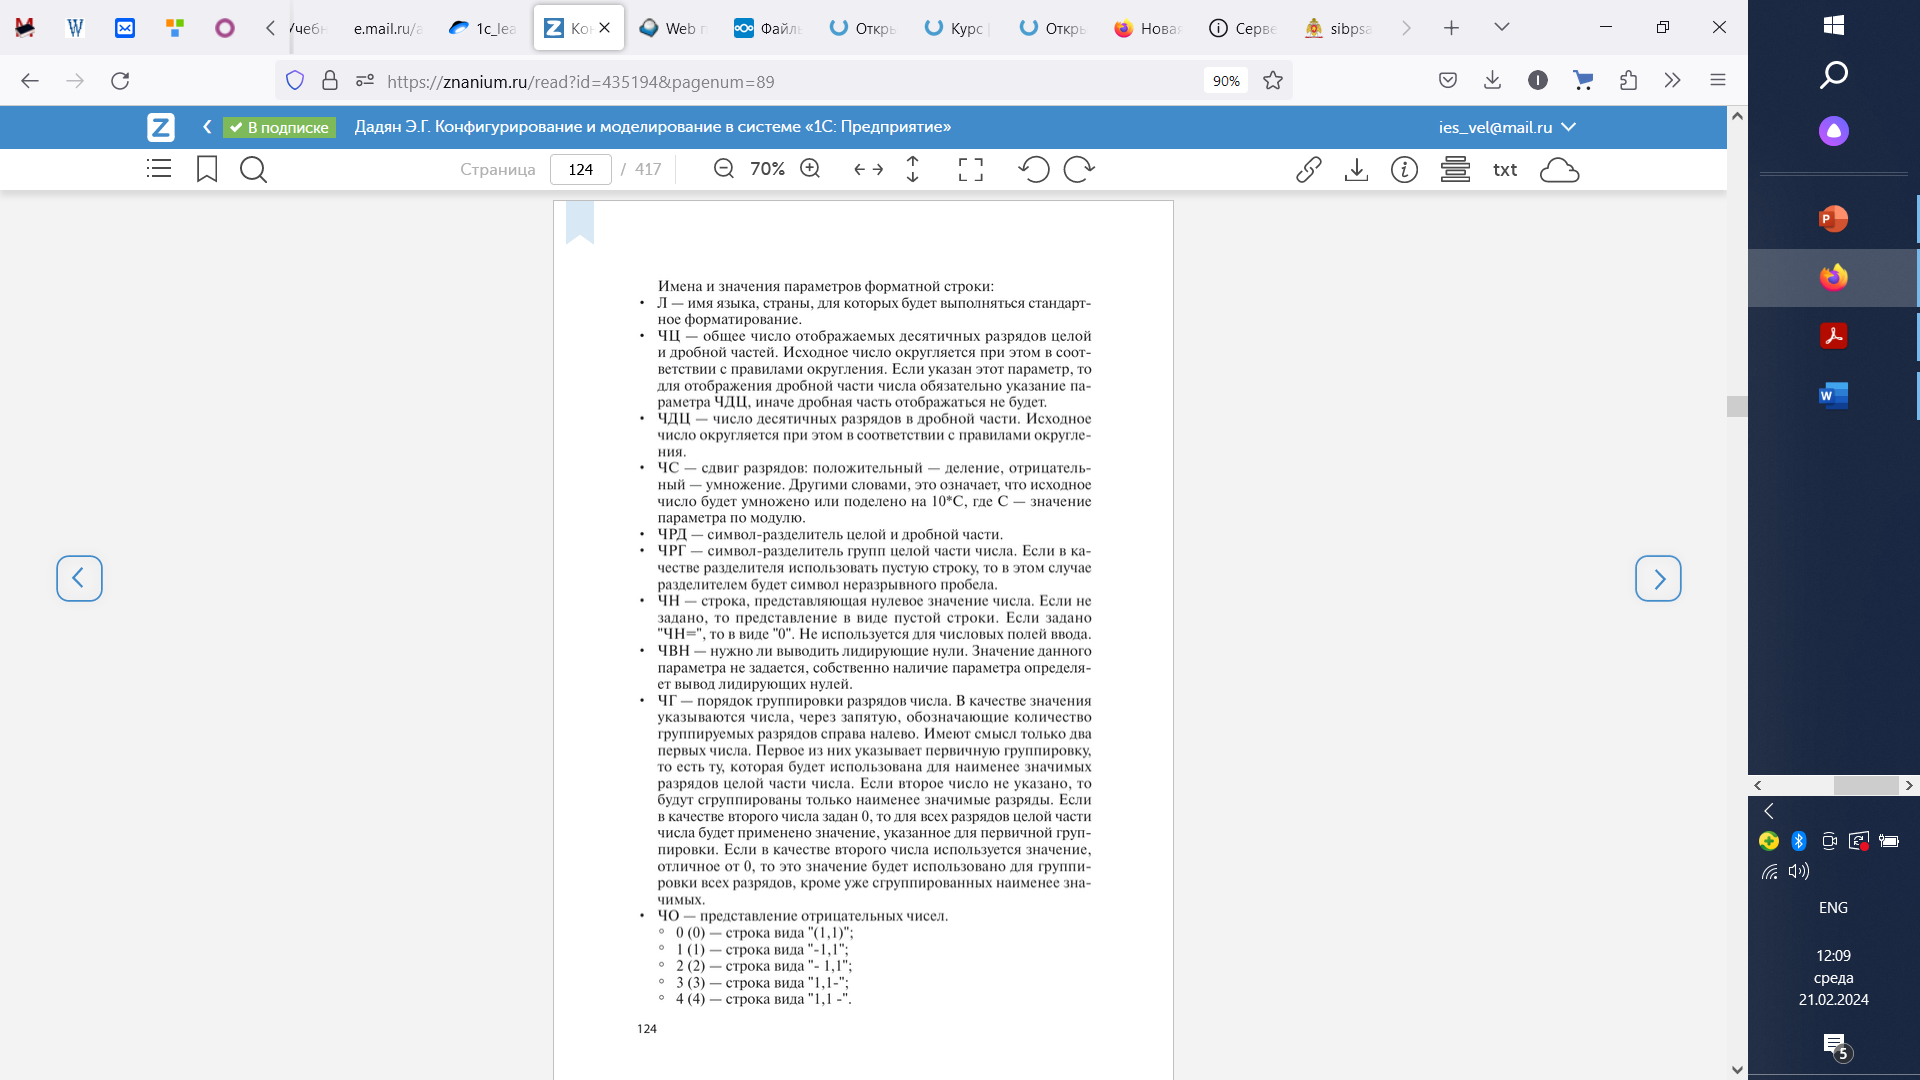 Учебн
e.mail.ru/а
1c_lea
Кон
Web п
Файль
Откры
Курс
Откры
Новая
Серве
sibpsa
https://znanium.ru/read?id=435194&pagenum=89
90%
В подписке
Дадян Э.Г. Конфигурирование и моделирование в системе «1С: Предприятие»
ies_vel@mail.ru
Страница 124 / 417
70%
txt
Имена и значения параметров форматной строки:
• Л — имя языка, страны, для которых будет выполняться стандарт-
ное форматирование.
• ЧЦ — общее число отображаемых десятичных разрядов целой
и дробной частей. Исходное число округляется при этом в соот-
ветствии с правилами округления. Если указан этот параметр, то
для отображения дробной части числа обязательно указание па-
раметра ЧДЦ, иначе дробная часть отображаться не будет.
• ЧДЦ — число десятичных разрядов в дробной части. Исходное
число округляется при этом в соответствии с правилами округле-
ния.
• ЧС — сдвиг разрядов: положительный — деление, отрицатель-
ный — умножение. Другими словами, это означает, что исходное
число будет умножено или поделено на 10*С, где С — значение
параметра по модулю.
• ЧРД — символ-разделитель целой и дробной части.
• ЧРГ — символ-разделитель групп целой части числа. Если в ка-
честве разделителя использовать пустую строку, то в этом случае
разделителем будет символ неразрывного пробела.
• ЧН — строка, представляющая нулевое значение числа. Если не
задано, то представление в виде пустой строки. Если задано
"ЧН=", то в виде "0". Не используется для числовых полей ввода.
• ЧВН — нужно ли выводить лидирующие нули. Значение данного
параметра не задается, собственно наличие параметра определя-
ет вывод лидирующих нулей.
• ЧГ — порядок группировки разрядов числа. В качестве значения
указываются числа, через запятую, обозначающие количество
группируемых разрядов справа налево. Имеют смысл только два
первых числа. Первое из них указывает первичную группировку,
то есть ту, которая будет использована для наименее значимых
разрядов целой части числа. Если второе число не указано, то
будут сгруппированы только наименее значимые разряды. Если
в качестве второго числа задан 0, то для всех разрядов целой части
числа будет применено значение, указанное для первичной груп-
пировки. Если в качестве второго числа используется значение,
отличное от 0, то это значение будет использовано для группи-
ровки всех разрядов, кроме уже сгруппированных наименее зна-
чимых.
• ЧО — представление отрицательных чисел.
◦ 0 (0) — строка вида "(1,1)";
◦ 1 (1) — строка вида "-1,1";
◦ 2 (2) — строка вида "- 1,1";
◦ 3 (3) — строка вида "1,1-";
◦ 4 (4) — строка вида "1,1 -".
124
ENG
12:09
среда
21.02.2024
5